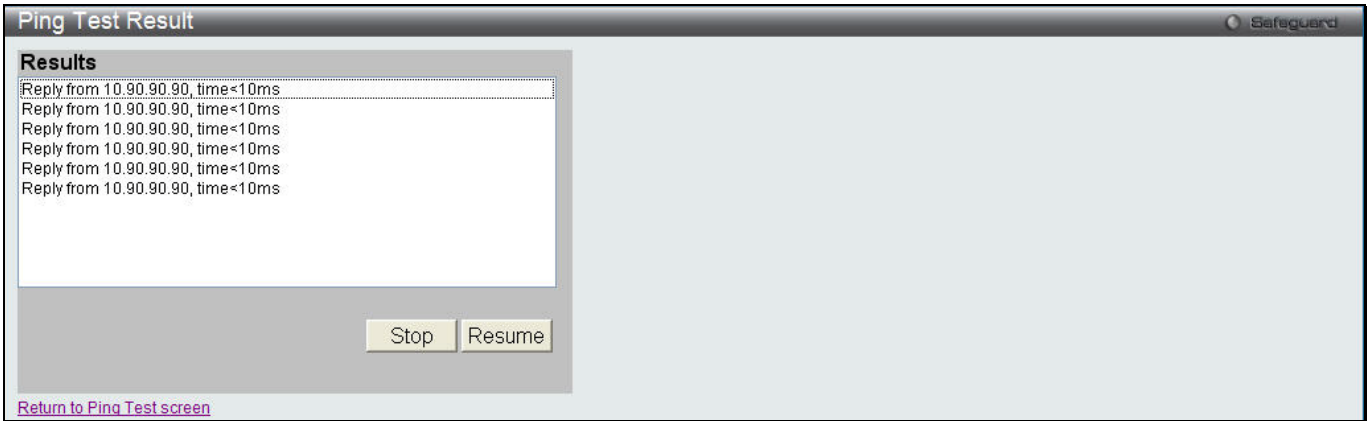 Ping Test Result
Safeguard
Results
Reply from 10.90.90.90, time<10ms
Reply from 10.90.90.90, time<10ms
Reply from 10.90.90.90, time<10ms
Reply from 10.90.90.90, time<10ms
Reply from 10.90.90.90, time<10ms
Reply from 10.90.90.90, time<10ms
Stop Resume
Return to Ping Test screen